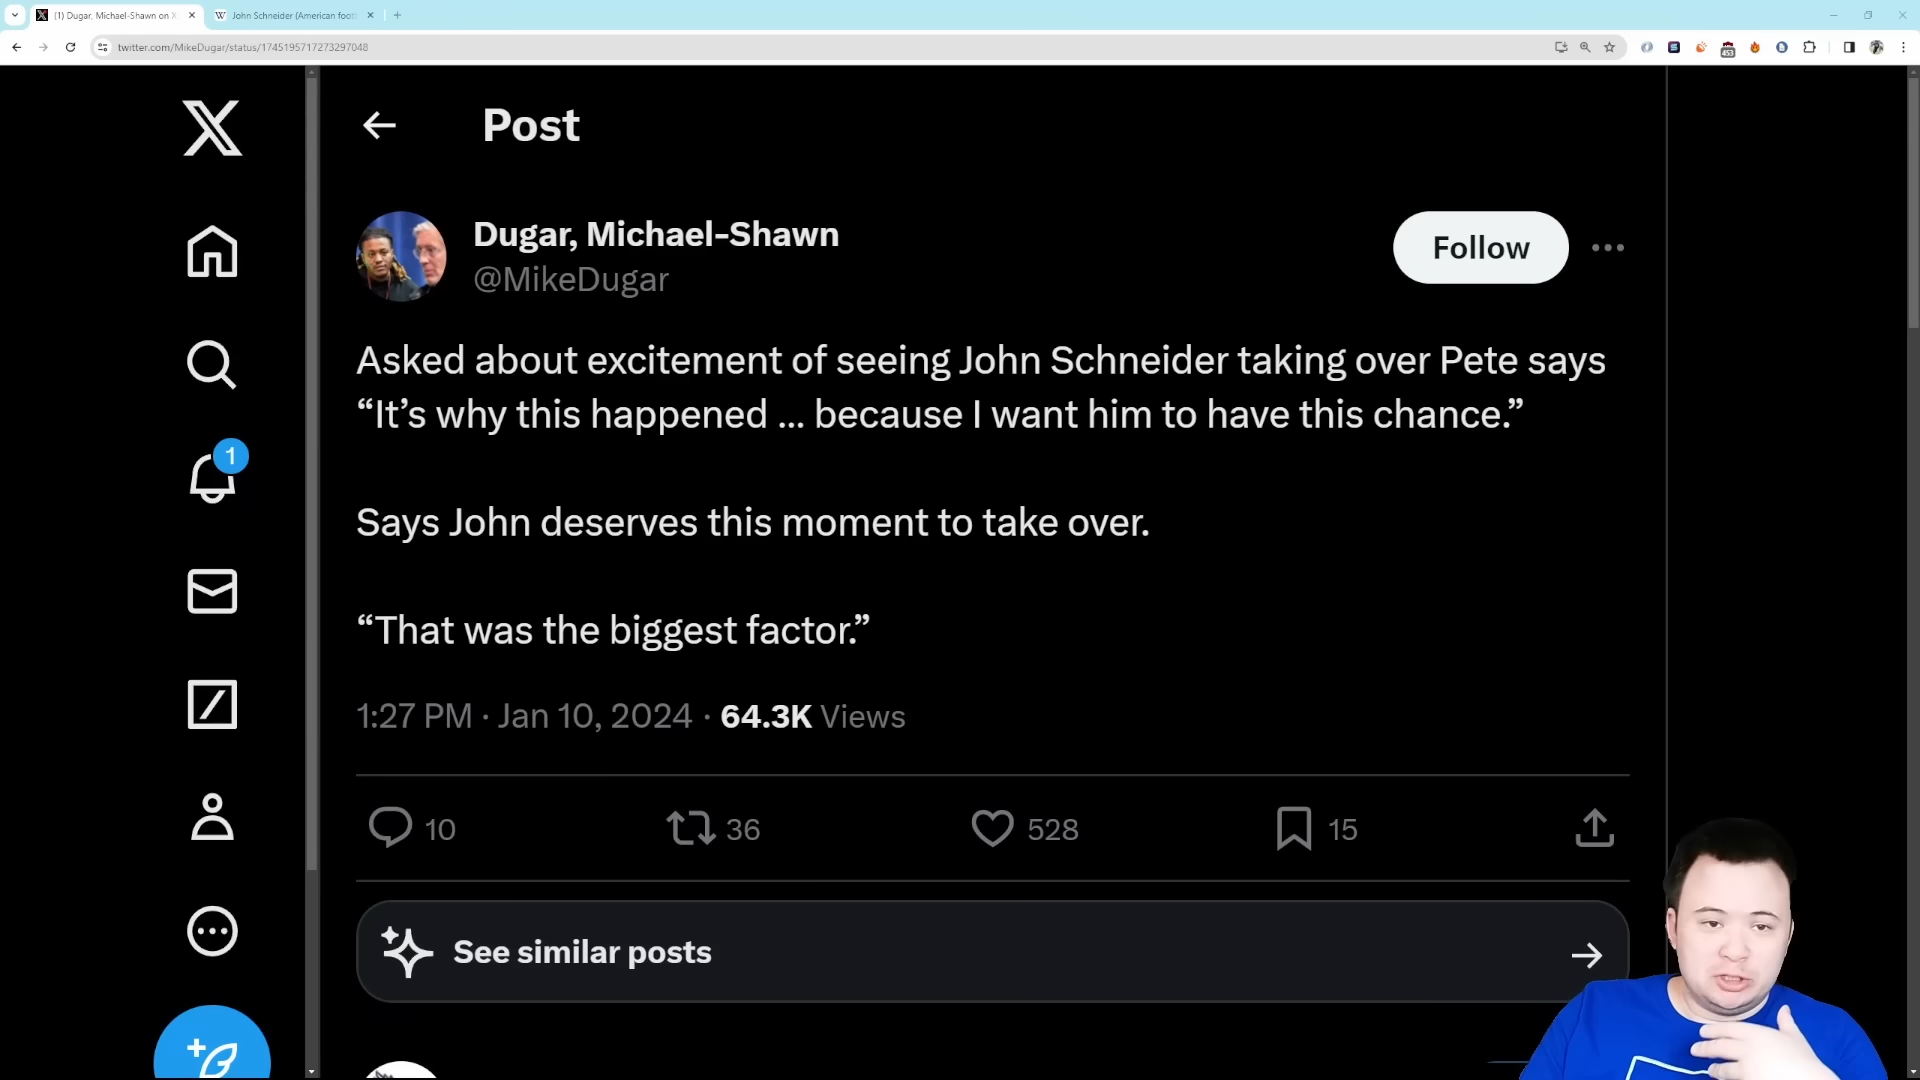 (1) Dugar, Michael-Shawn on X
John Schneider (American foot
twitter.com/MikeDugar/status/1745195717273297048
Post
Dugar, Michael-Shawn
@MikeDugar
Follow
Asked about excitement of seeing John Schneider taking over Pete says
“It’s why this happened ... because I want him to have this chance.”
Says John deserves this moment to take over.
“That was the biggest factor.”
1:27 PM · Jan 10, 2024 · 64.3K Views
1
10
36
528
15
See similar posts